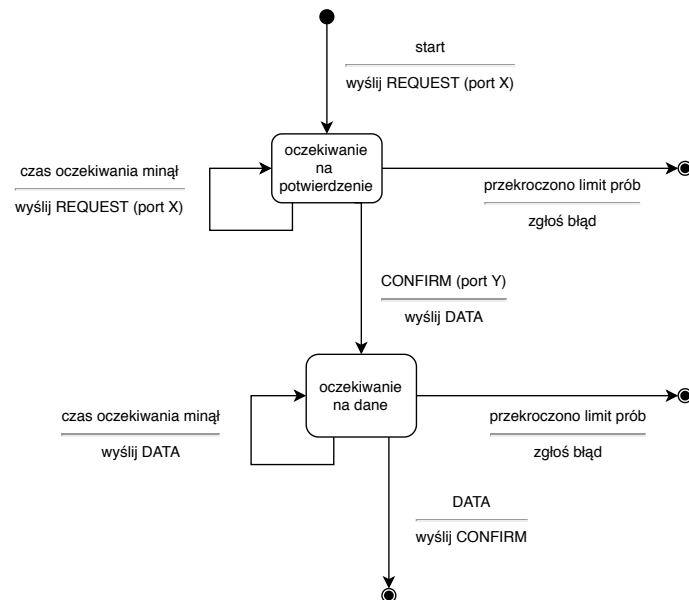 start
wyślij REQUEST (port X)
oczekiwanie
na
potwierdzenie
czas oczekiwania minął
wyślij REQUEST (port X)
przekroczono limit prób
zgłoś błąd
CONFIRM (port Y)
wyślij DATA
oczekiwanie
na dane
czas oczekiwania minął
wyślij DATA
przekroczono limit prób
zgłoś błąd
DATA
wyślij CONFIRM